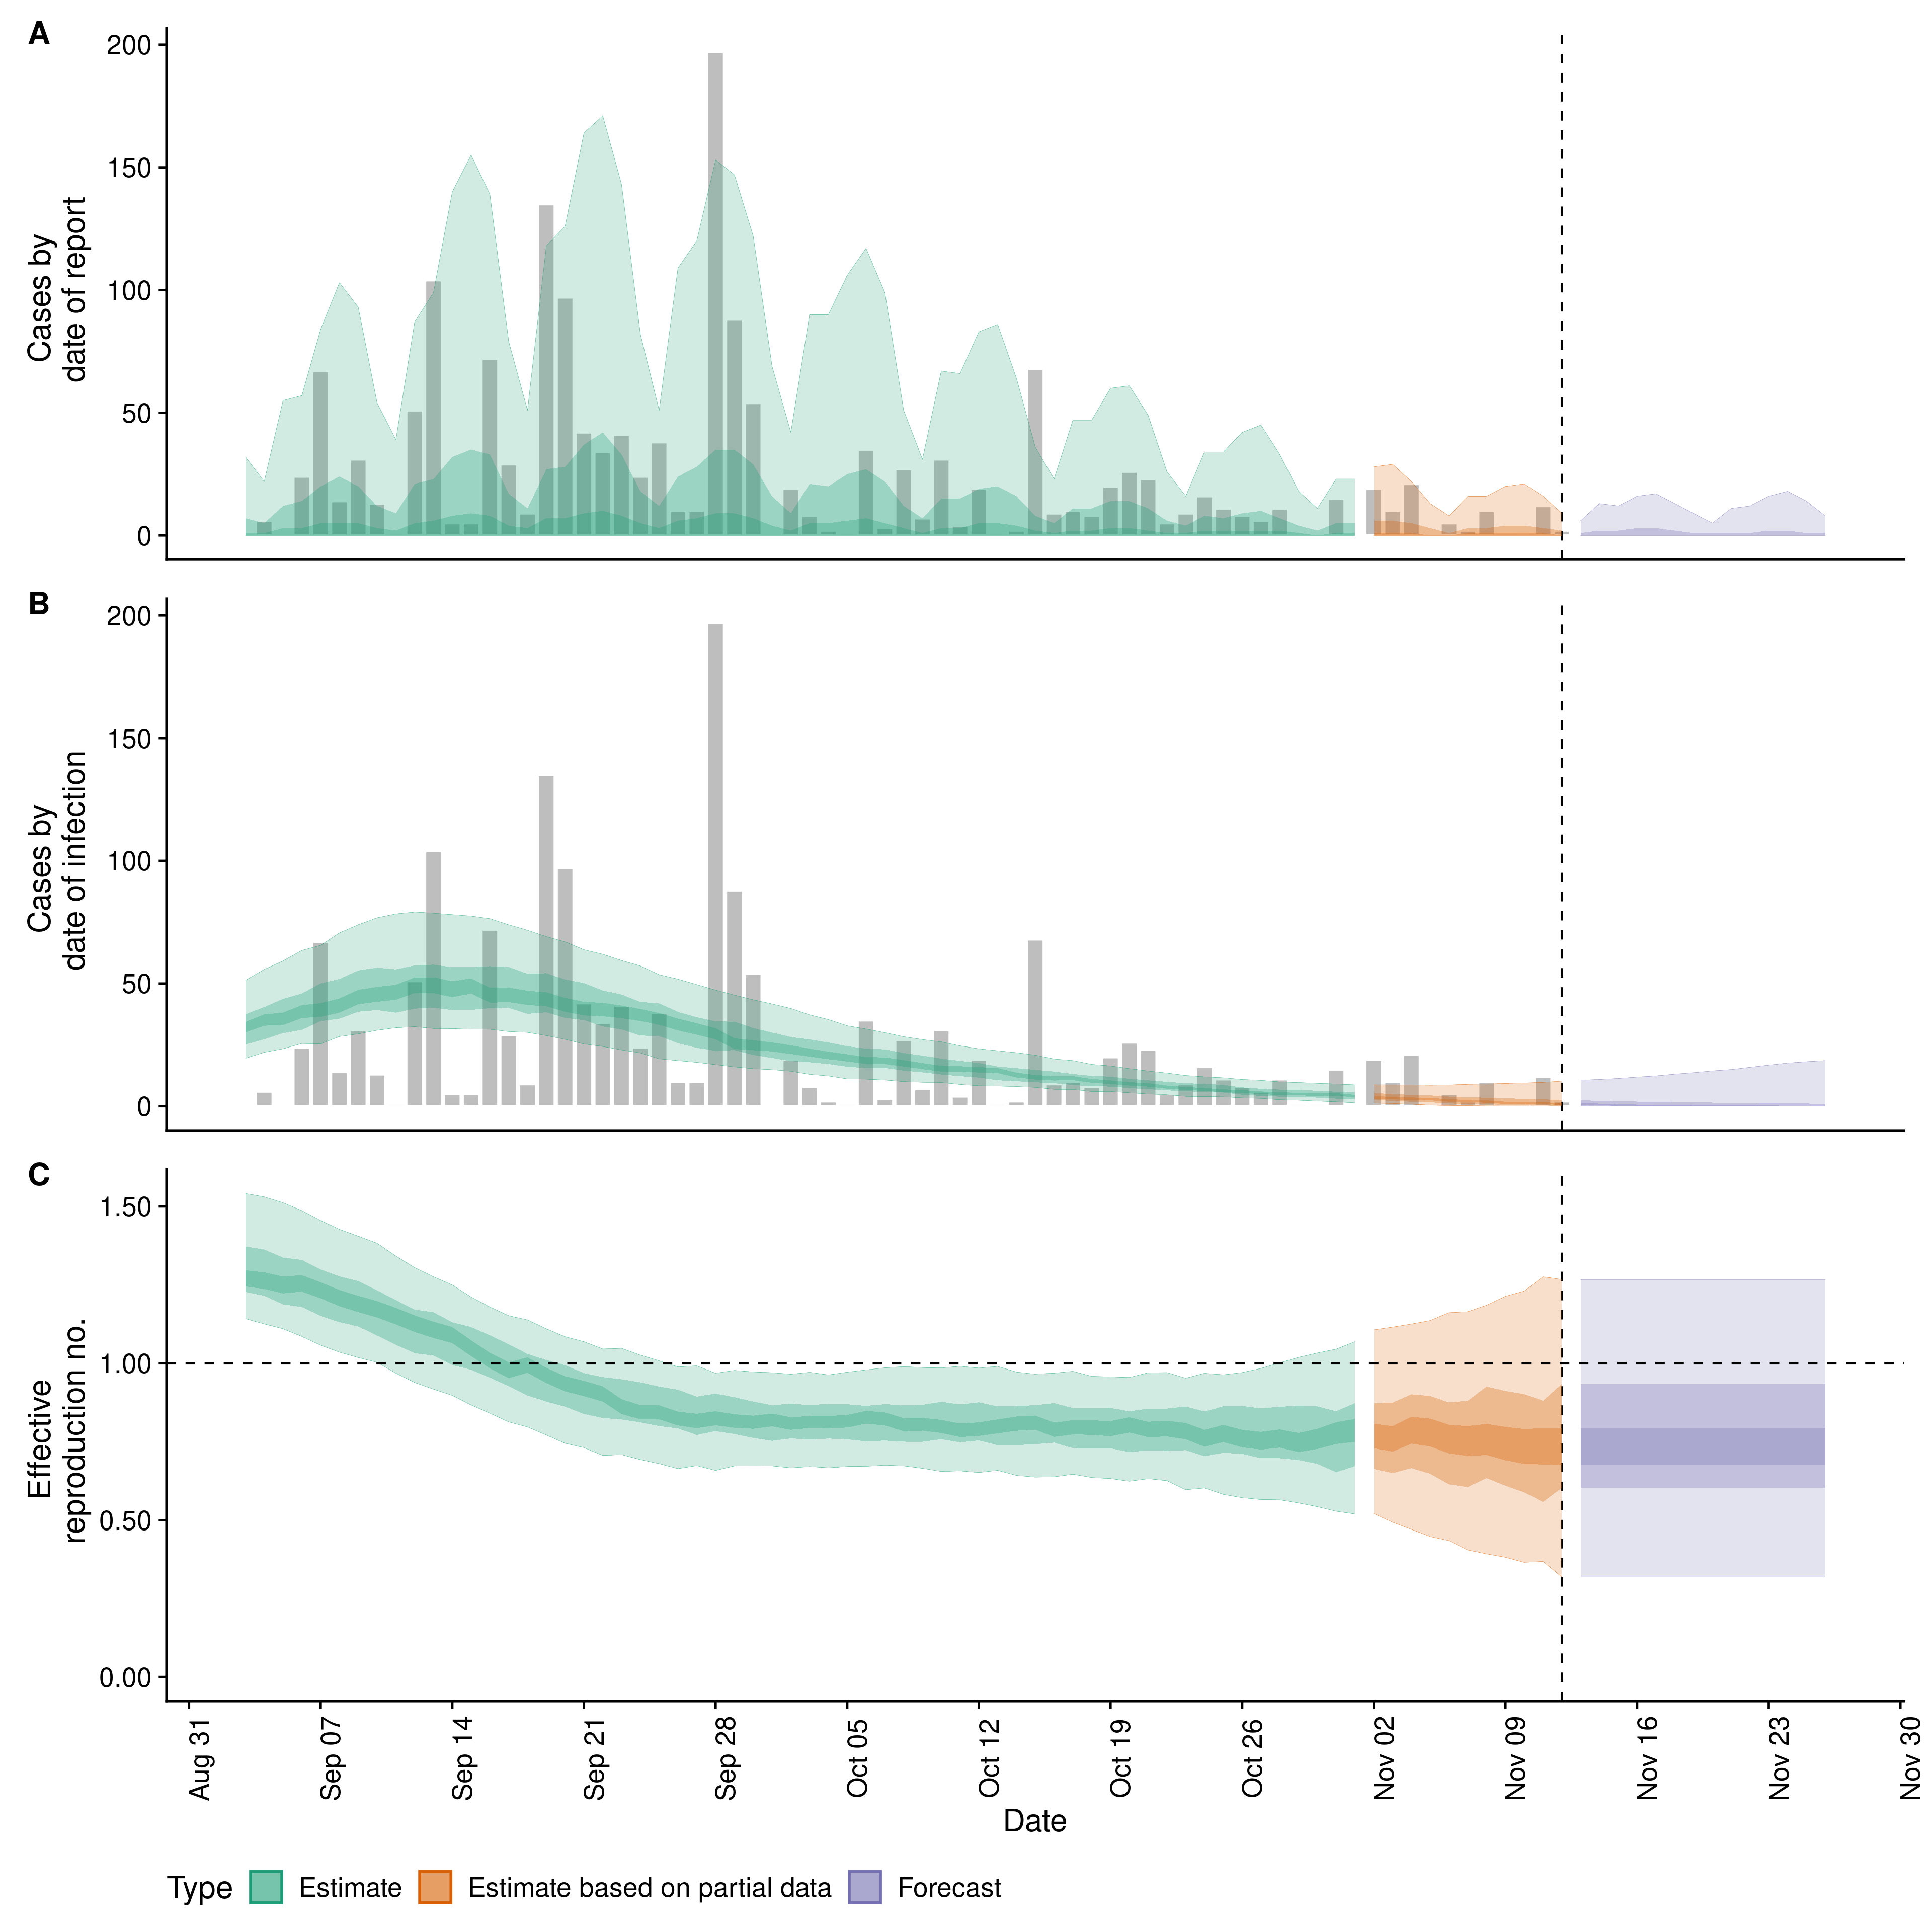 A
Cases by
date of report
200
150
100
50
0
B
Cases by
date of infection
200
150
100
50
0
C
Effective
reproduction no.
1.50
1.00
0.50
0.00
Aug 31
Sep 07
Sep 14
Sep 21
Sep 28
Oct 05
Oct 12
Oct 19
Oct 26
Nov 02
Nov 09
Nov 16
Nov 23
Nov 30
Date
Type Estimate Estimate based on partial data Forecast